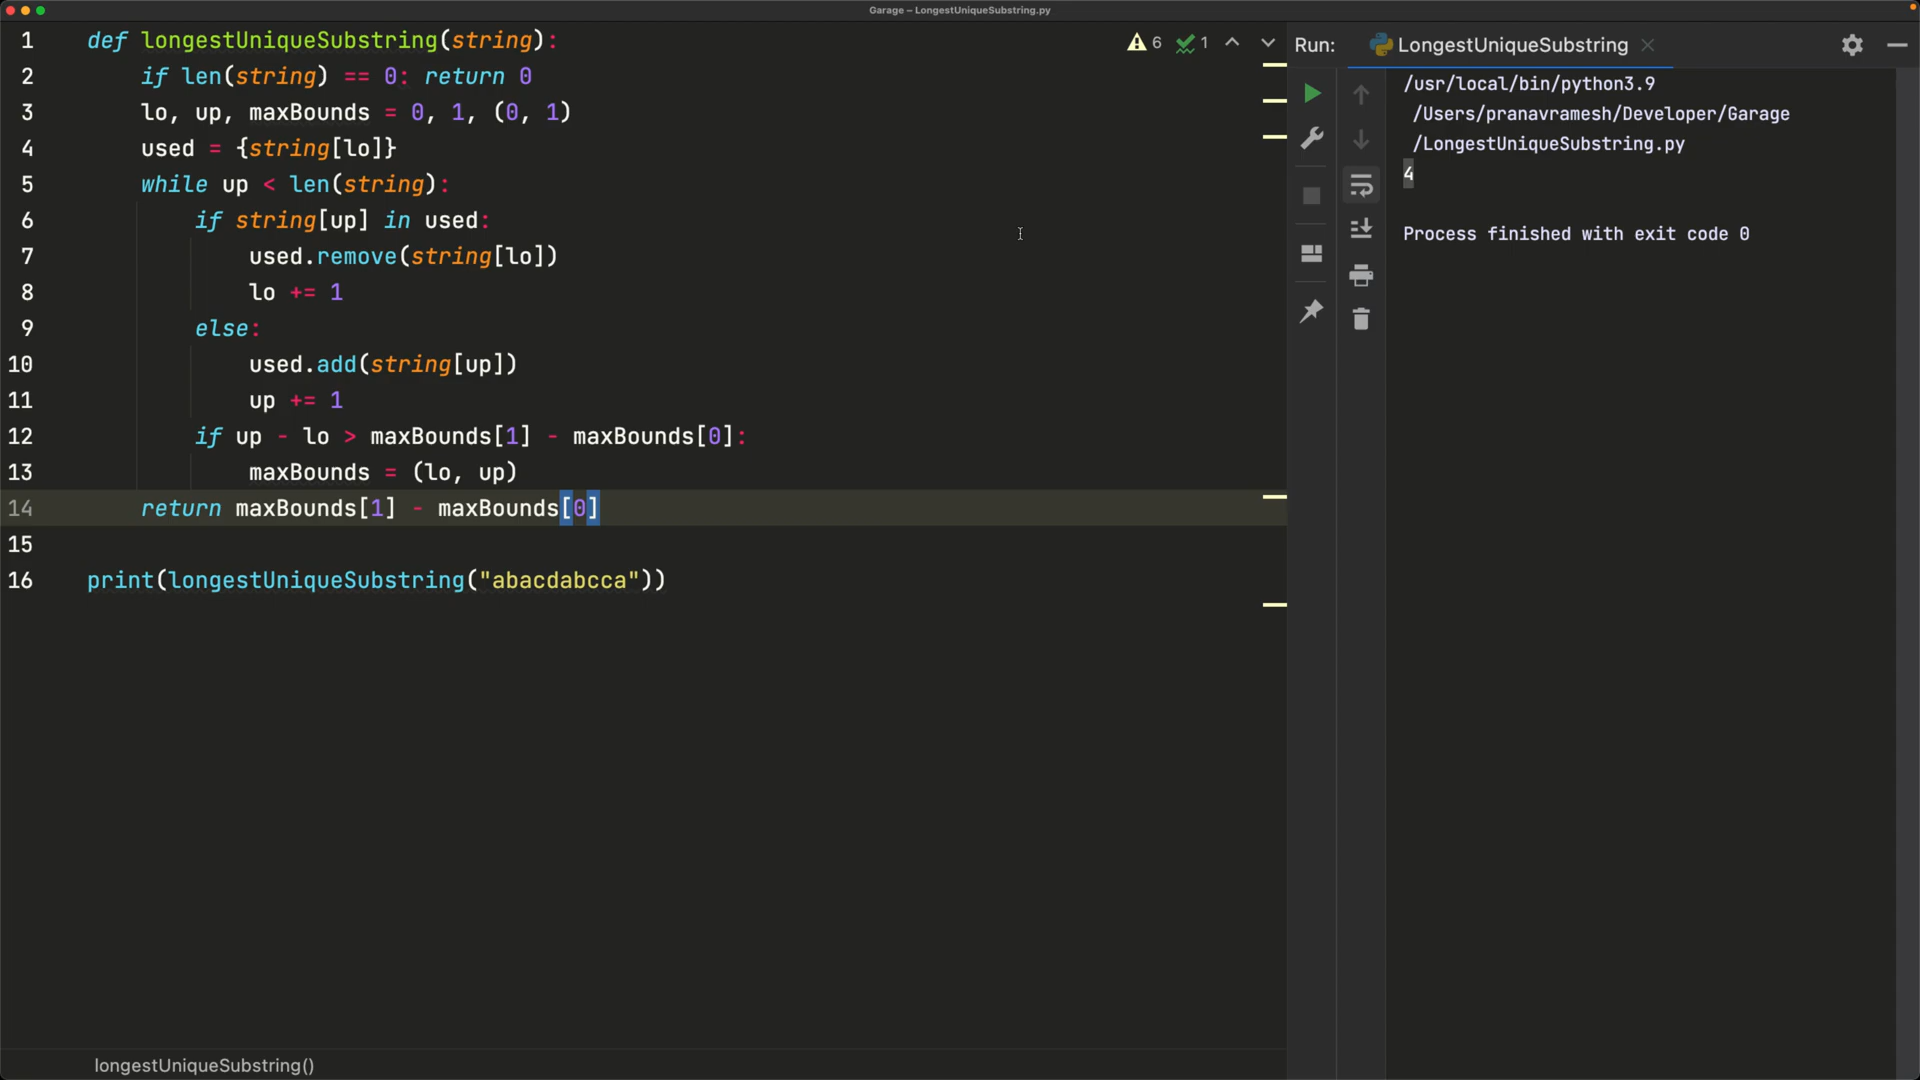 Garage – LongestUniqueSubstring.py
1 def longestUniqueSubstring(string):
2 if len(string) == 0: return 0
3 lo, up, maxBounds = 0, 1, (0, 1)
4 used = {string[lo]}
5 while up < len(string):
6 if string[up] in used:
7 used.remove(string[lo])
8 lo += 1
9 else:
10 used.add(string[up])
11 up += 1
12 if up - lo > maxBounds[1] - maxBounds[0]:
13 maxBounds = (lo, up)
14 return maxBounds[1] - maxBounds[0]
15
16 print(longestUniqueSubstring("abacdabcca"))
6 1
longestUniqueSubstring()
Run: LongestUniqueSubstring
/usr/local/bin/python3.9
/Users/pranavramesh/Developer/Garage
/LongestUniqueSubstring.py
4
Process finished with exit code 0